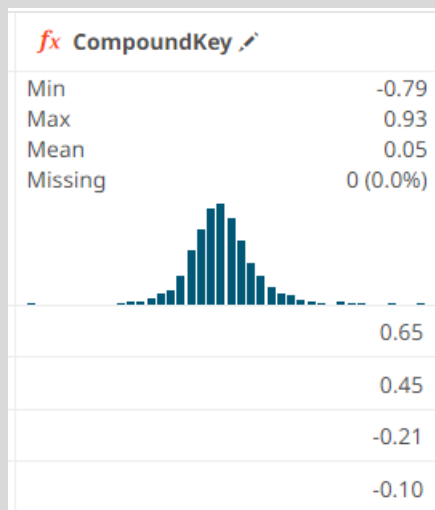 fx CompoundKey
Min -0.79
Max 0.93
Mean 0.05
Missing 0 (0.0%)
0.65
0.45
-0.21
-0.10